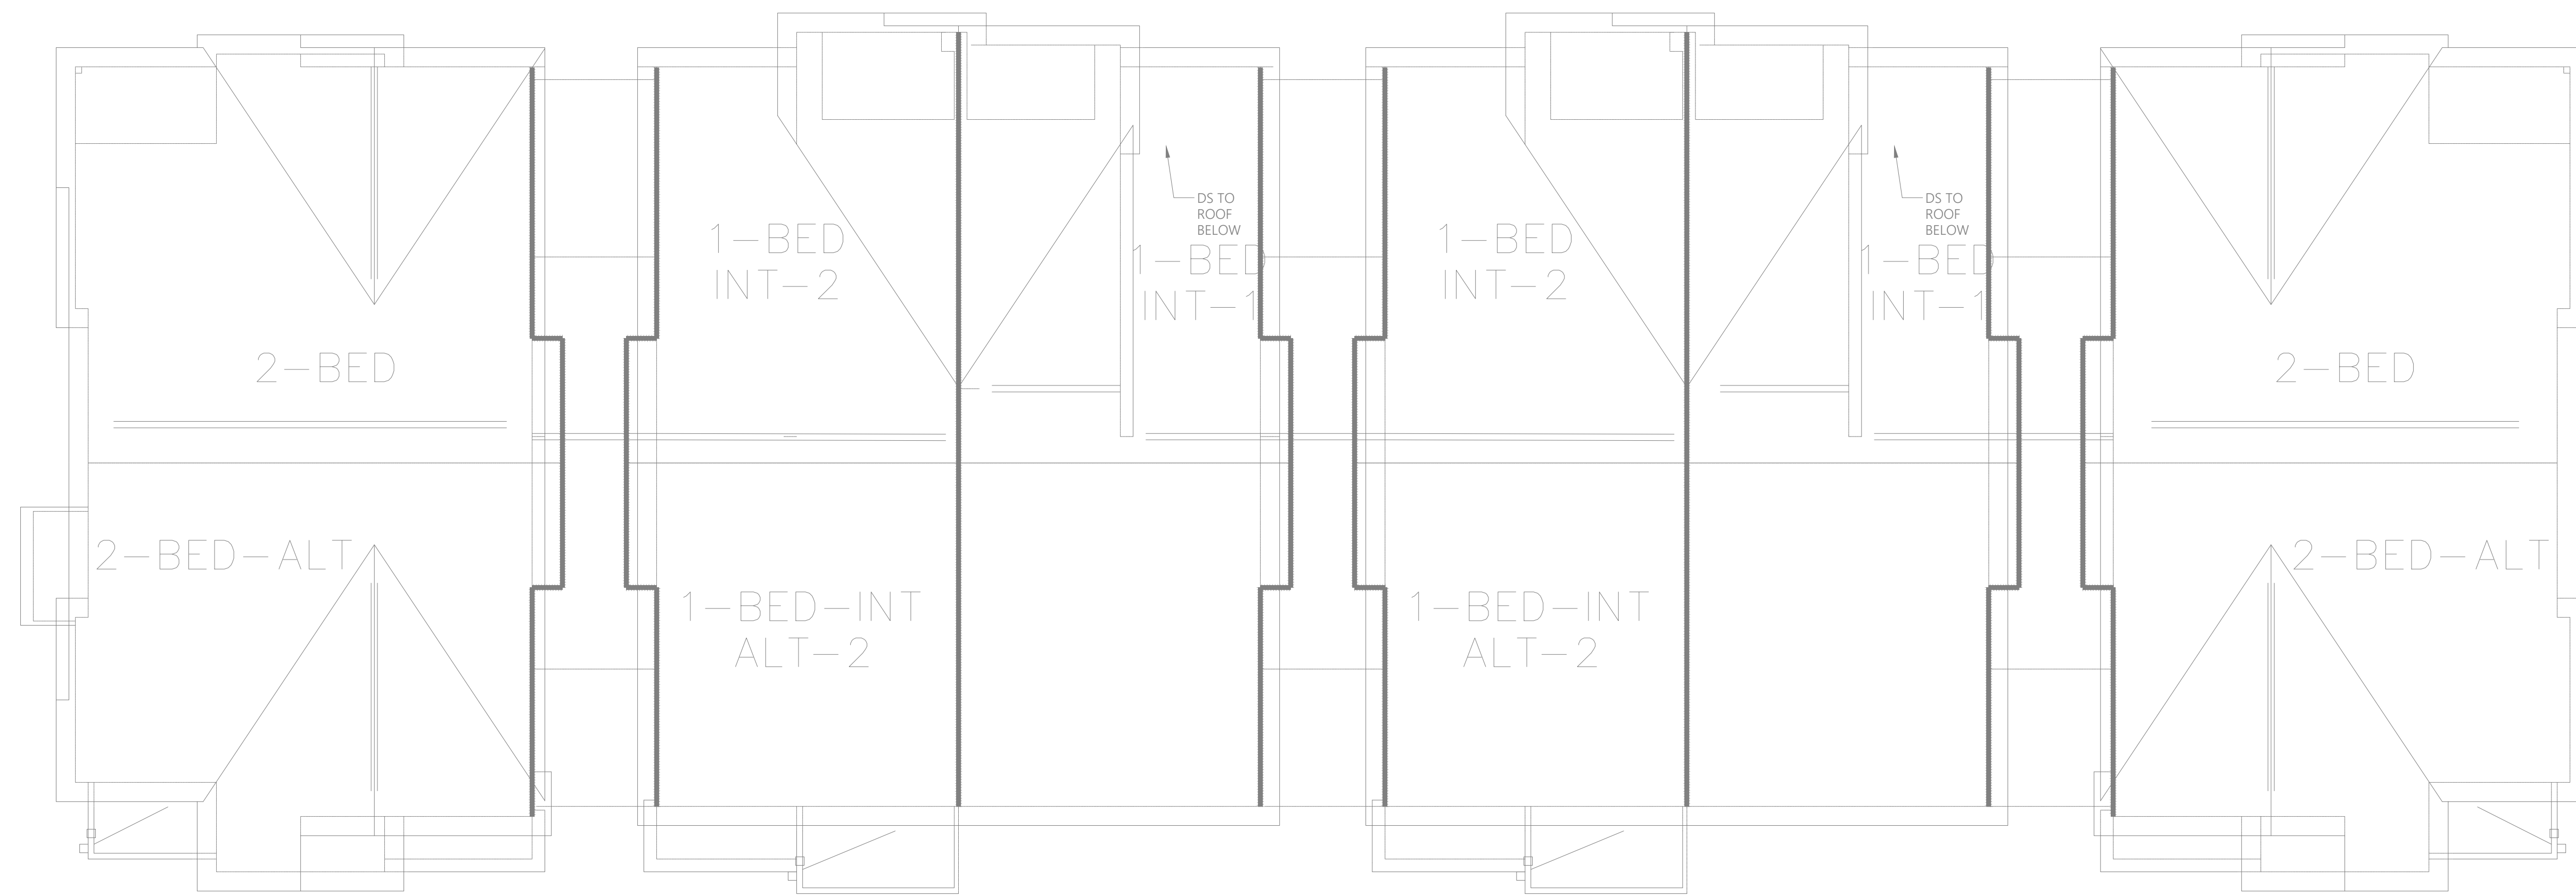 DS TO
ROOF
BELOW
DS TO
ROOF
BELOW
1-BED
INT-2
1-BED
INT-1
1-BED
INT-2
1-BED
INT-1
2-BED
2-BED
2-BED-ALT
2-BED-ALT
1-BED-INT
ALT-2
1-BED-INT
ALT-2